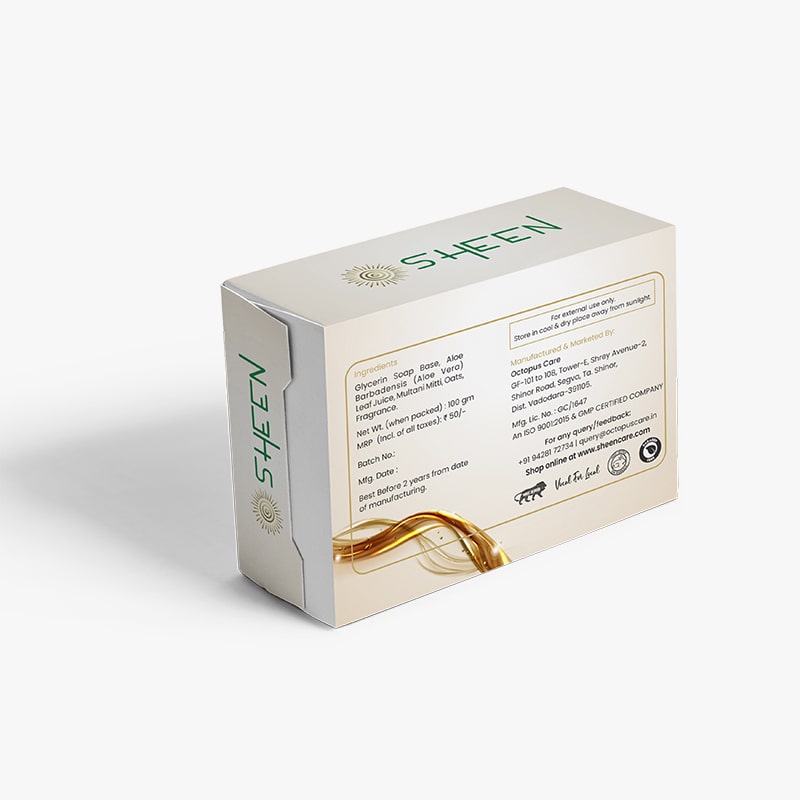 SHEEN
SHEEN
Ingredients
Glycerin Soap Base, Aloe
Barbadensis (Aloe Vera)
Leaf Juice, Multani Mitti, Oats,
Fragrance.
Net Wt. (when packed) : 100 gm
MRP (Incl. of all taxes): ₹ 50/-
Batch No.:
Mfg. Date :
Best Before 2 years from date
of manufacturing.
For external use only.
Store in cool & dry place away from sunlight.
Manufactured & Marketed By:
Octopus Care
GF-101 to 108, Tower-E, Shrey Avenue-2,
Shinor Road, Segva, Ta. Shinor,
Dist. Vadodara-391105.
Mfg. Lic. No. : GC/1647
An ISO 9001:2015 & GMP CERTIFIED COMPANY
For any query/feedback:
+91 94281 72734 | query@octopuscare.in
Shop online at www.sheencare.com
Vocal For Local